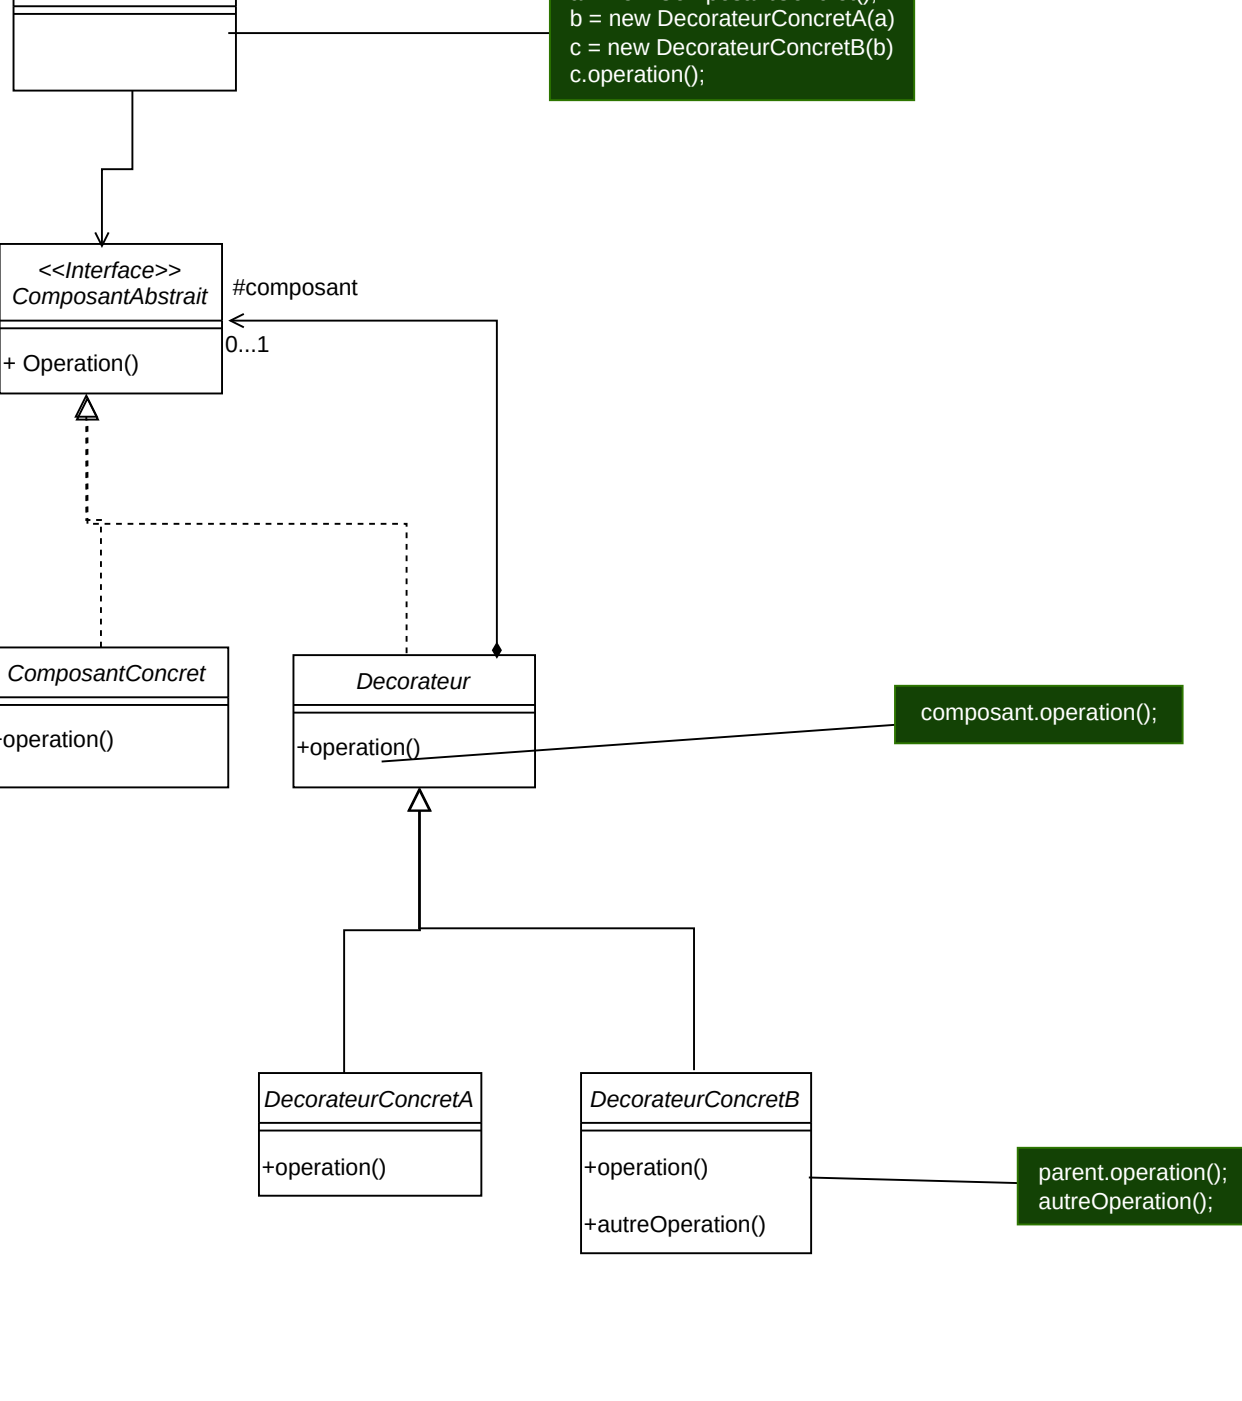 b = new DecorateurConcretA(a)
c = new DecorateurConcretB(b)
c.operation();
<<Interface>>
ComposantAbstrait
#composant
0...1
+ Operation()
ComposantConcret
+operation()
Decorateur
+operation()
composant.operation();
DecorateurConcretA
+operation()
DecorateurConcretB
+operation()
+autreOperation()
parent.operation();
autreOperation();